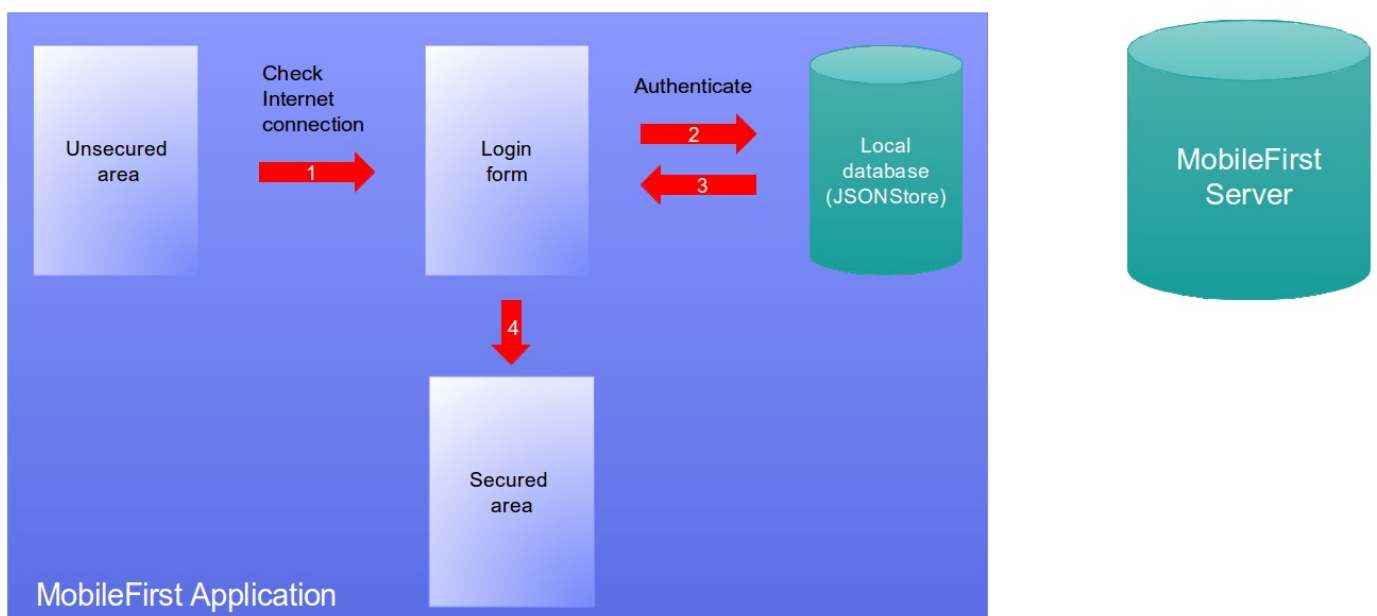 Check
Internet
connection
Unsecured
area
1
Login
form
Authenticate
2
3
Local
database
(JSONStore)
MobileFirst
Server
4
Secured
area
MobileFirst Application